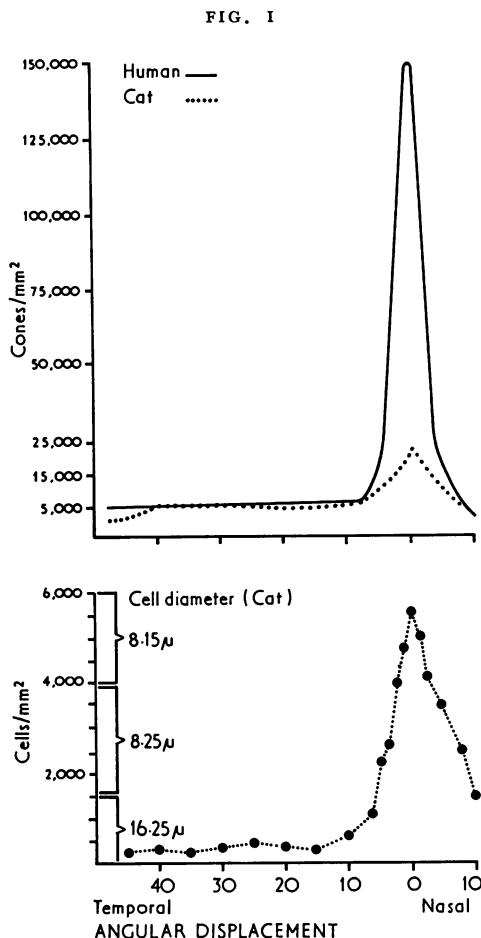 FIG. I
150,000
Human
Cat
125,000
100,000
75,000
50,000
25,000
15,000
5,000
Cones/mm²
6,000
Cell diameter (Cat)
8·15µ
4,000
8·25µ
2,000
16·25µ
Cells/mm²
40 30 20 10 0 10
Temporal Nasal
ANGULAR DISPLACEMENT